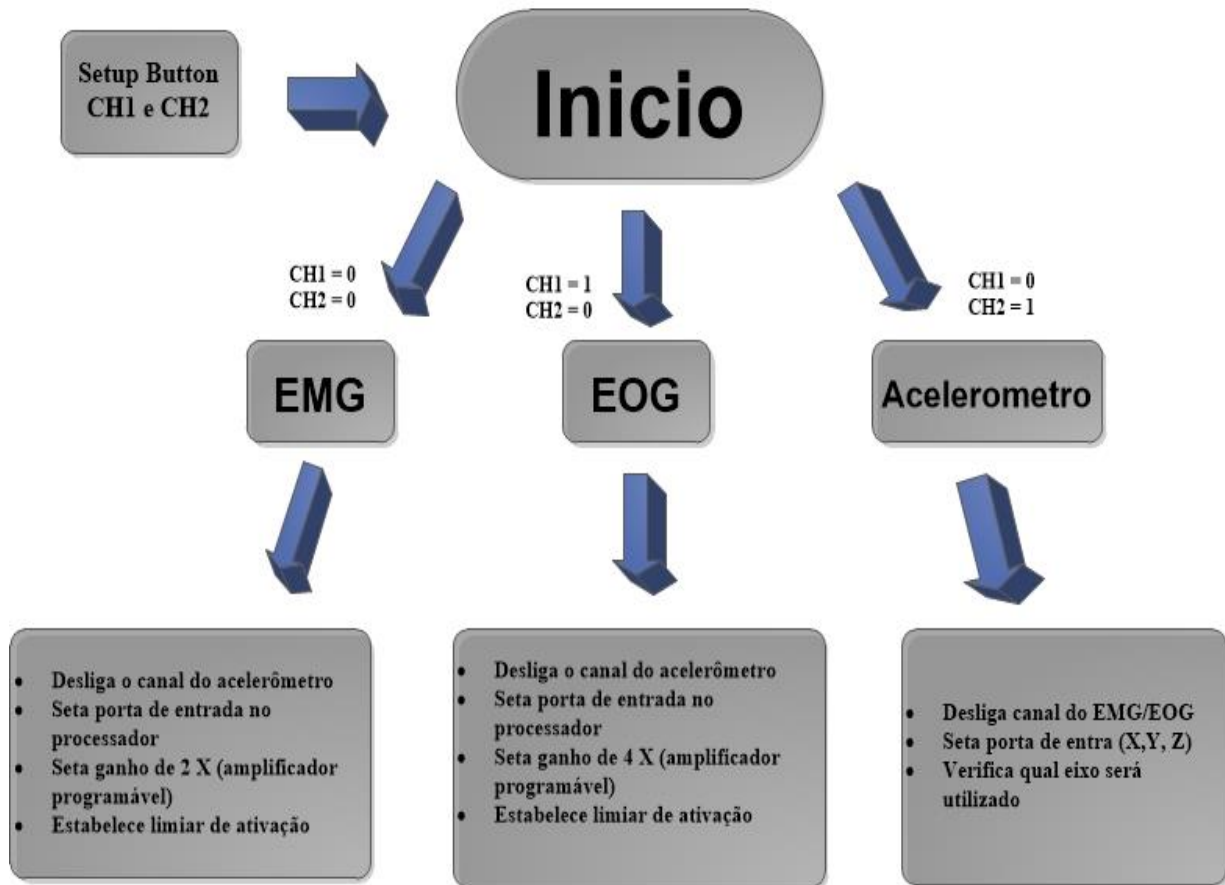 Setup Button
CH1 e CH2
Inicio
CH1 = 0
CH2 = 0
CH1 = 1
CH2 = 0
CH1 = 0
CH2 = 1
EMG
EOG
Acelerometro
• Desliga o canal do acelerômetro
• Seta porta de entrada no
processador
• Seta ganho de 2 X (amplificador
programável)
• Estabelece limiar de ativação
• Desliga o canal do acelerômetro
• Seta porta de entrada no
processador
• Seta ganho de 4 X (amplificador
programável)
• Estabelece limiar de ativação
• Desliga canal do EMG/EOG
• Seta porta de entra (X,Y, Z)
• Verifica qual eixo será
utilizado